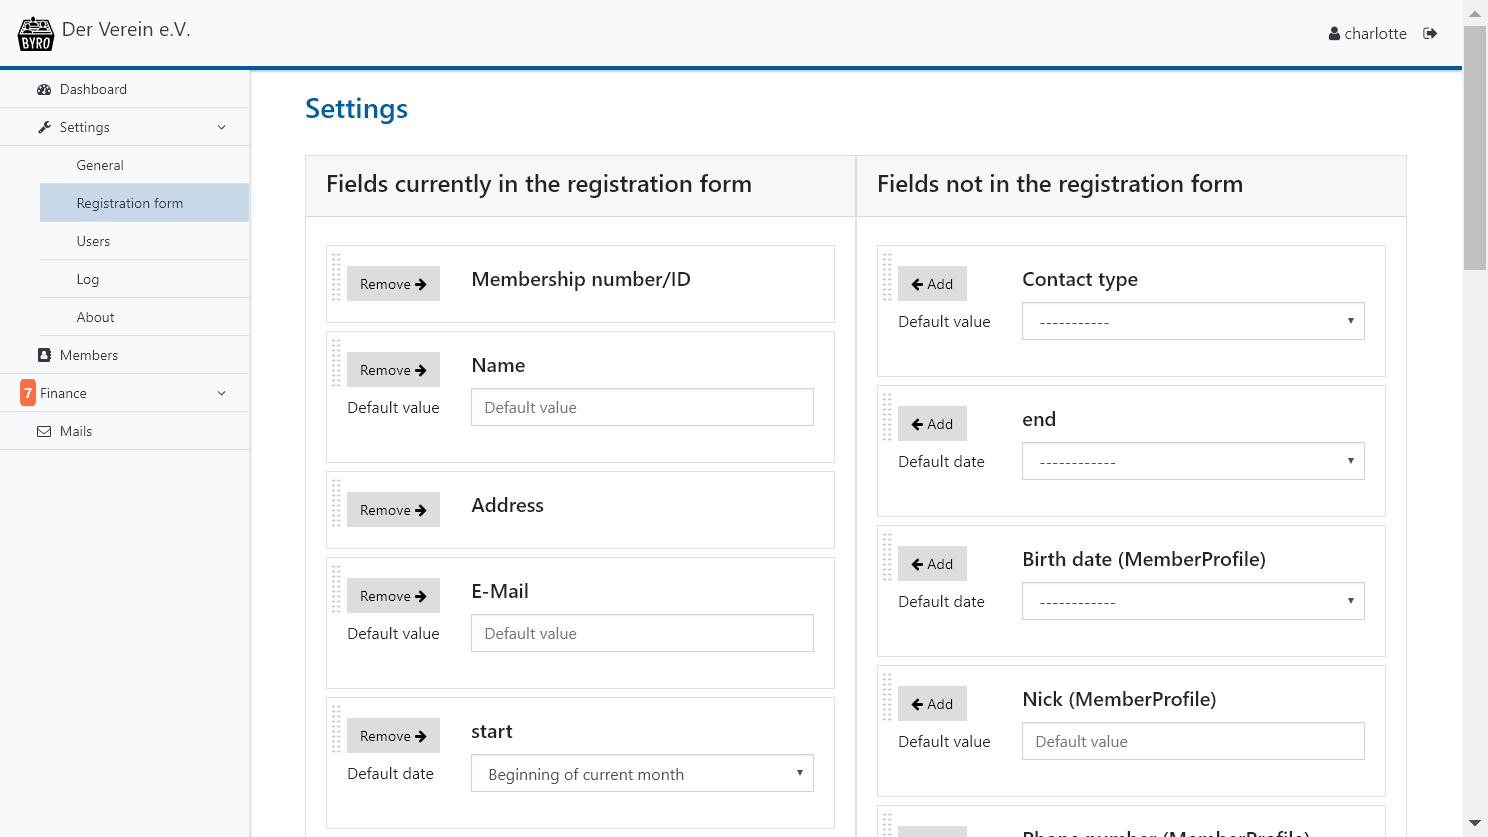 BYRO
Der Verein e.V.
charlotte
Dashboard
Settings
General
Registration form
Users
Log
About
Members
7 Finance
Mails
Settings
Fields currently in the registration form
Remove
Membership number/ID
Remove
Name
Default value
Default value
Remove
Address
Remove
E-Mail
Default value
Default value
Remove
start
Default date
Beginning of current month
Fields not in the registration form
Add
Contact type
Default value
-----------
Add
end
Default date
------------
Add
Birth date (MemberProfile)
Default date
------------
Add
Nick (MemberProfile)
Default value
Default value
Phone number (MemberProfile)